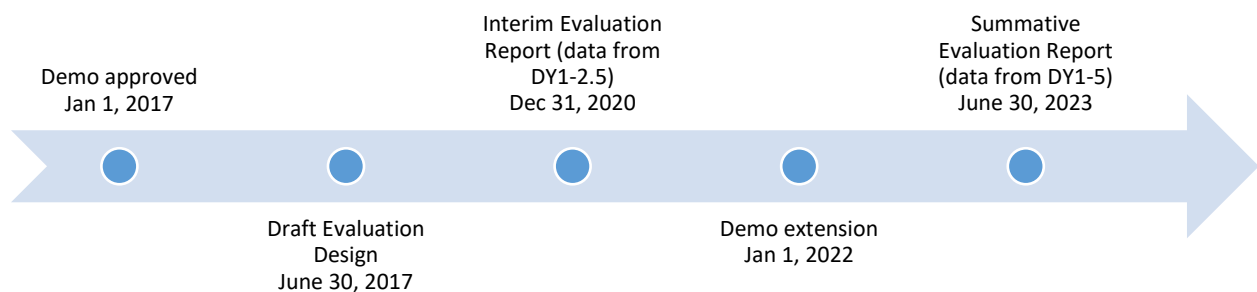 Demo approved
Jan 1, 2017
Draft Evaluation
Design
June 30, 2017
Interim Evaluation
Report (data from
DY1-2.5)
Dec 31, 2020
Demo extension
Jan 1, 2022
Summative
Evaluation Report
(data from DY1-5)
June 30, 2023